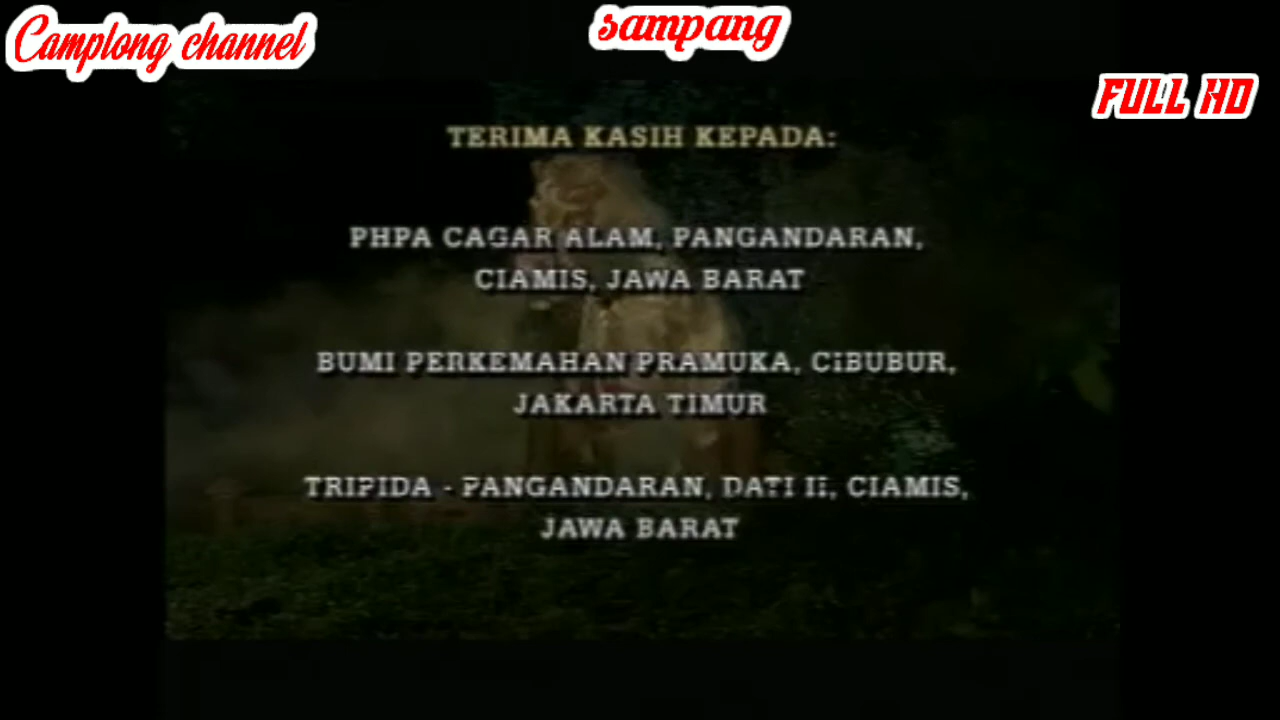 Camplong channel
sampang
FULL HD
TERIMA KASIH KEPADA:
PHPA CAGAR ALAM, PANGANDARAN,
CIAMIS, JAWA BARAT
BUMI PERKEMAHAN PRAMUKA, CIBUBUR,
JAKARTA TIMUR
TRIPIDA - PANGANDARAN, DATI II, CIAMIS,
JAWA BARAT